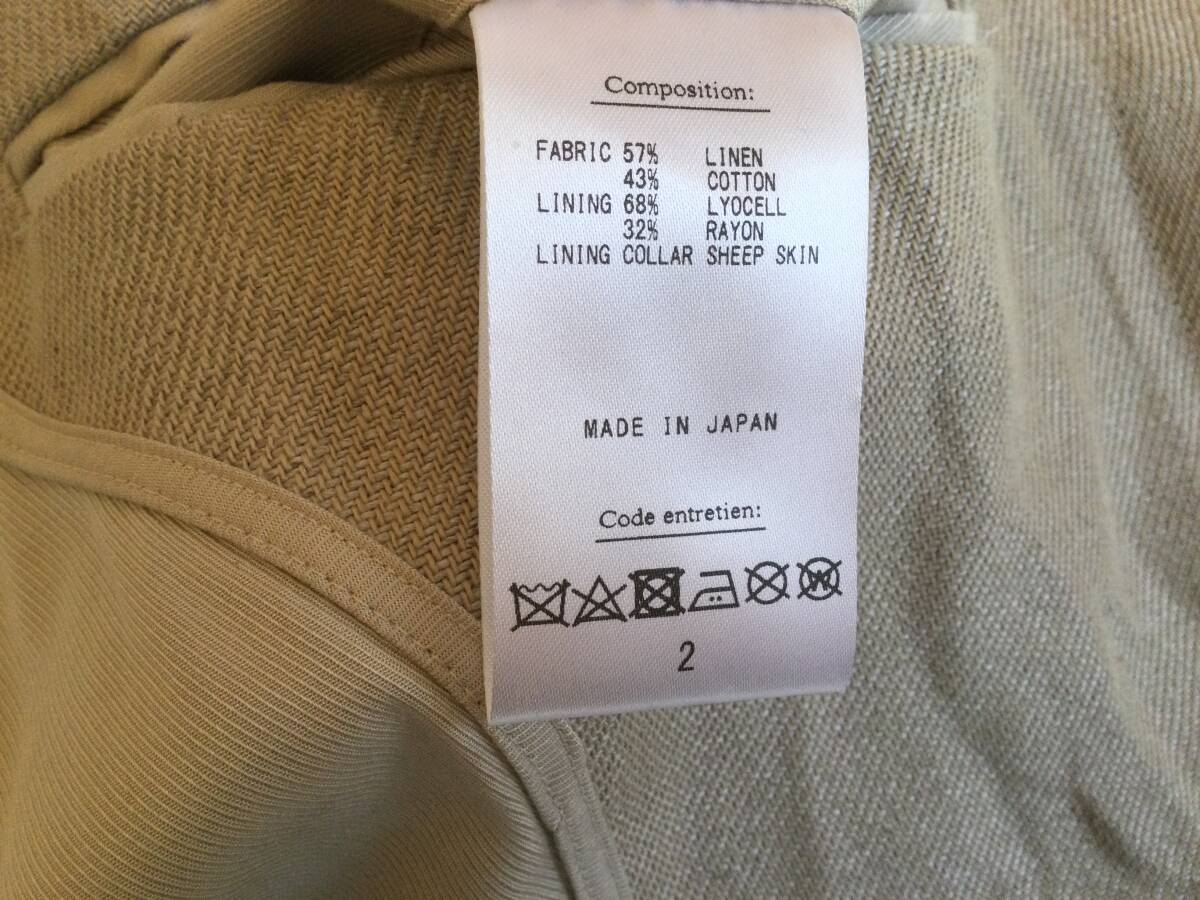 Composition:
FABRIC 57% LINEN
43% COTTON
LINING 68% LYOCELL
32% RAYON
LINING COLLAR SHEEP SKIN
MADE IN JAPAN
Code entretien:
W
2